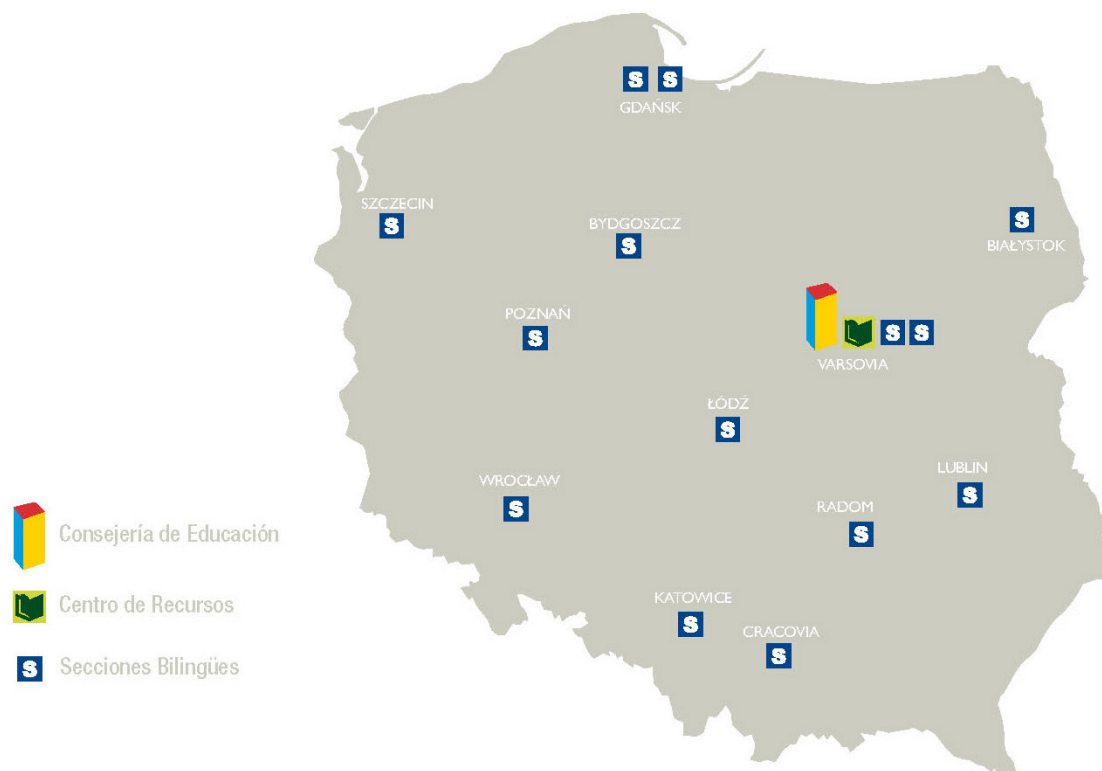 S S
GDAŃSK
SZCZECIN
S
BYDGOSZCZ
S
S
BIAŁYSTOK
POZNAŃ
S
S S
VARSOVIA
ŁÓDŹ
S
WROCŁAW
S
LUBLIN
S
RADOM
S
KATOWICE
S
CRACOVIA
S
Consejería de Educación
Centro de Recursos
S Secciones Bilingües